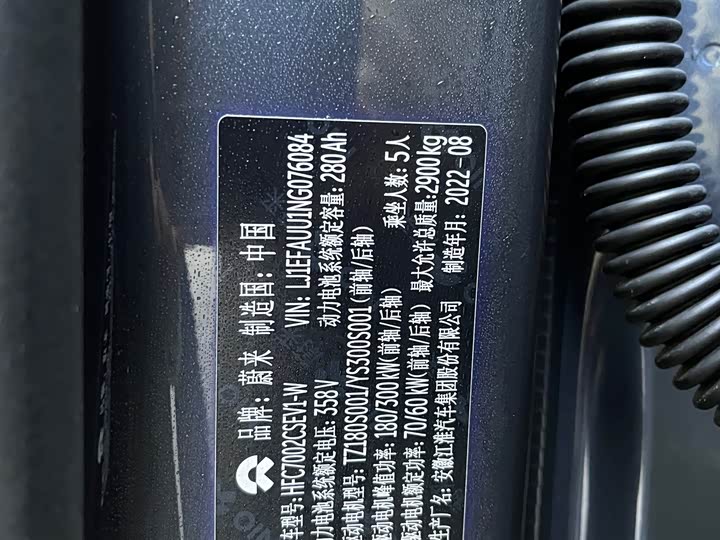 品牌: 蔚来 制造国: 中国
车型号: HFC7002CSEV1-W VIN: LJ1EFAUU1NG076084
动力电池系统额定电压: 358V 动力电池系统额定容量: 280Ah
驱动电机型号: TZ180S001/YS300S001(前轴/后轴)
驱动电机峰值功率: 180/300kW(前轴/后轴) 乘坐人数: 5人
驱动电机额定功率: 70/60kW(前轴/后轴) 最大允许总质量: 2900kg
生产厂名: 安徽江淮汽车集团股份有限公司 制造年月: 2022-08